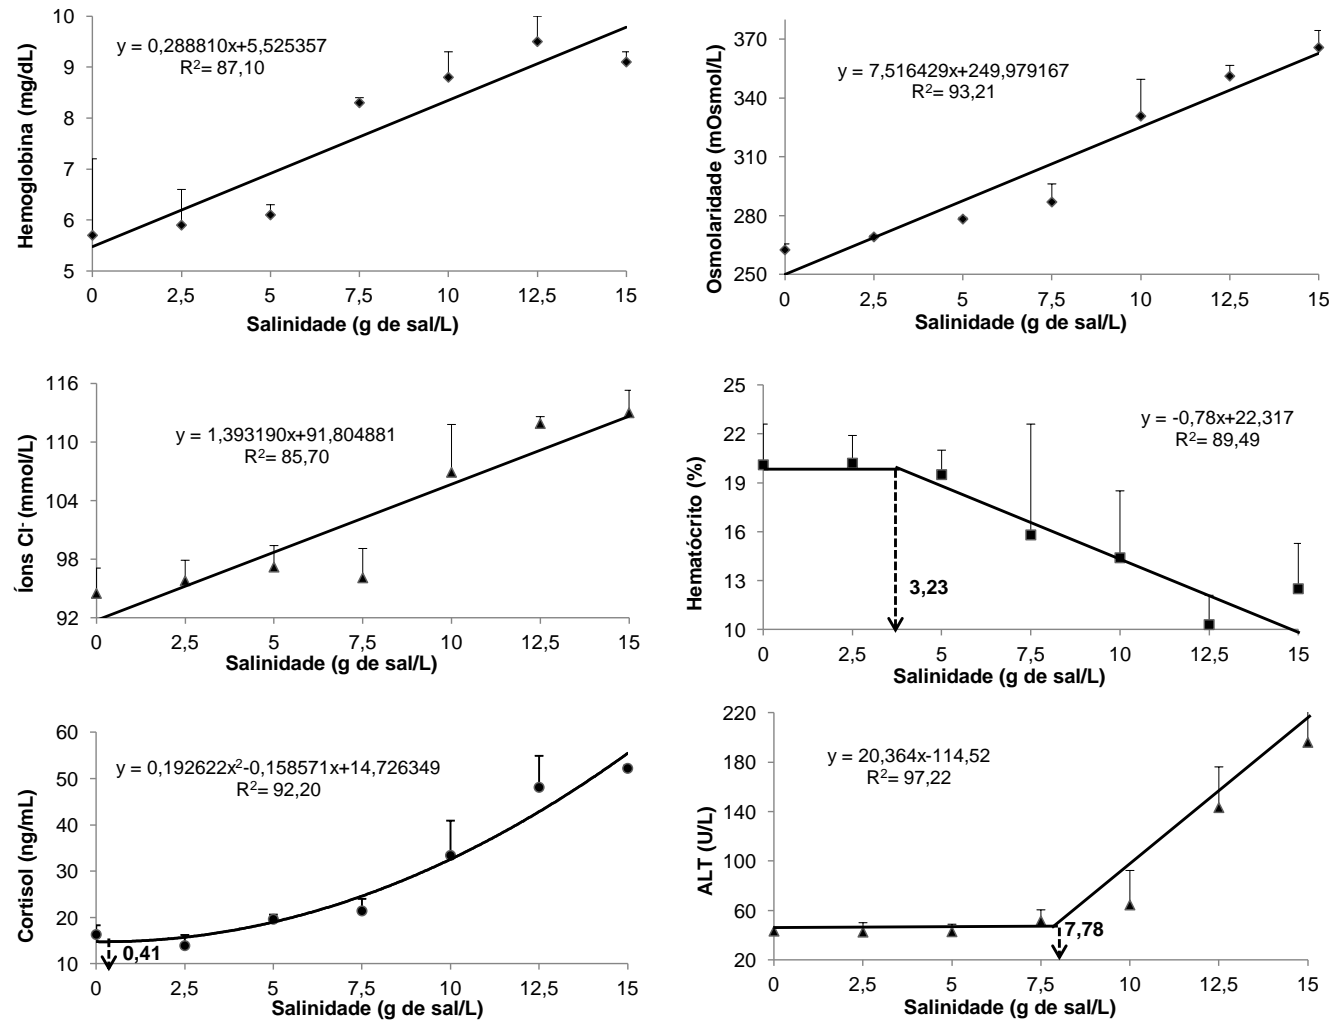 Hemoglobina (mg/dL)
10
9
8
7
6
5
y = 0,288810x+5,525357
R²= 87,10
0 2,5 5 7,5 10 12,5 15
Salinidade (g de sal/L)
Osmolaridade (mOsmol/L)
370
340
310
280
250
y = 7,516429x+249,979167
R²= 93,21
0 2,5 5 7,5 10 12,5 15
Salinidade (g de sal/L)
Íons Cl⁻ (mmol/L)
116
110
104
98
92
y = 1,393190x+91,804881
R²= 85,70
0 2,5 5 7,5 10 12,5 15
Salinidade (g de sal/L)
Hematócrito (%)
25
22
19
16
13
10
y = -0,78x+22,317
R²= 89,49
3,23
0 2,5 5 7,5 10 12,5 15
Salinidade (g de sal/L)
Cortisol (ng/mL)
60
50
40
30
20
10
y = 0,192622x²-0,158571x+14,726349
R²= 92,20
0,41
0 2,5 5 7,5 10 12,5 15
Salinidade (g de sal/L)
ALT (U/L)
220
180
140
100
60
20
y = 20,364x-114,52
R²= 97,22
7,78
0 2,5 5 7,5 10 12,5 15
Salinidade (g de sal/L)